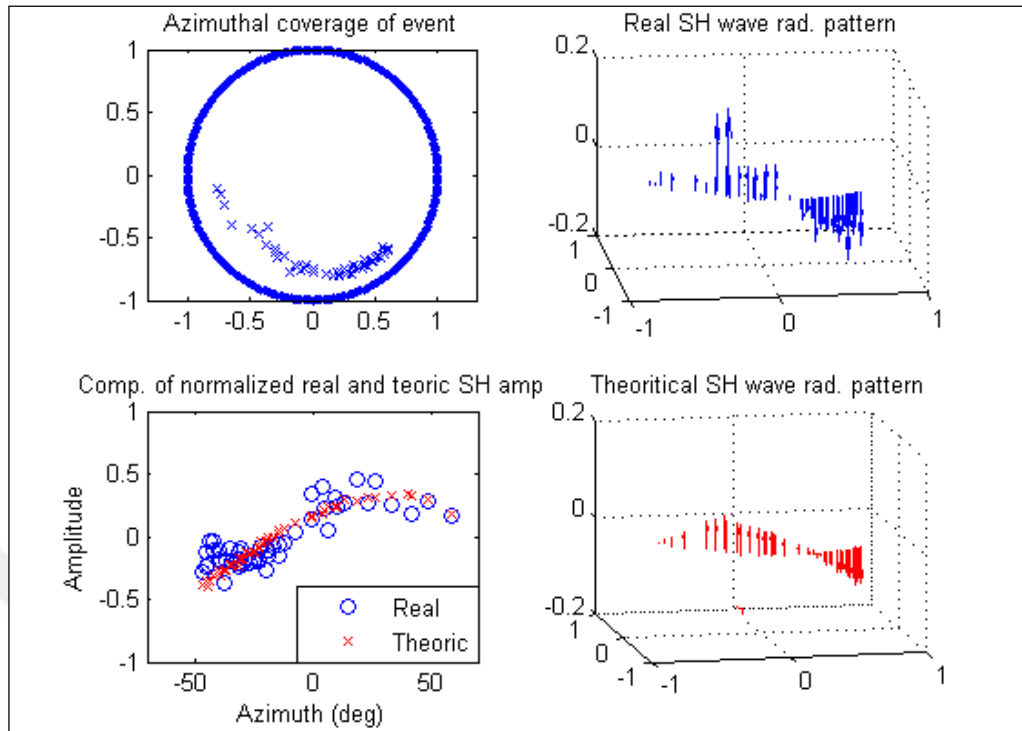 Azimuthal coverage of event
1
0.5
0
-0.5
-1
-1 -0.5 0 0.5 1
Real SH wave rad. pattern
0.2
0
-0.2
1
0
-1
-1 0 1
Comp. of normalized real and teoric SH amp
1
0.5
0
-0.5
-1
Amplitude
-50 0 50
Azimuth (deg)
Real
Theoric
Theoritical SH wave rad. pattern
0.2
0
-0.2
1
0
-1
-1 0 1